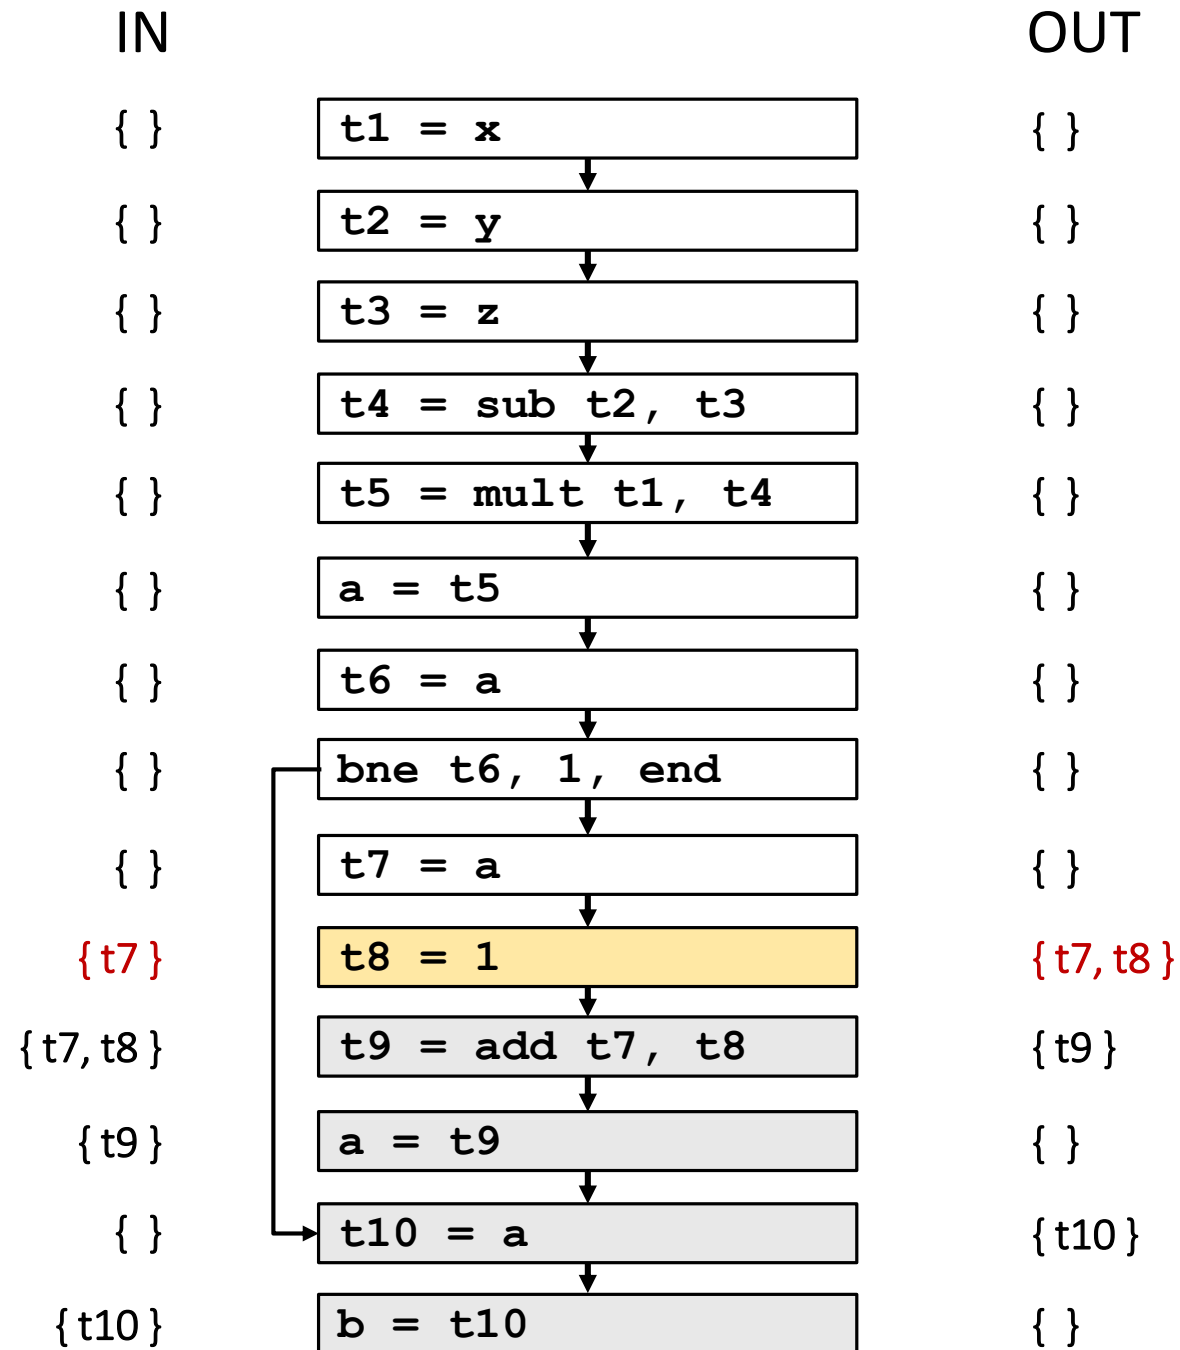 IN OUT
{ } t1 = x { }
{ } t2 = y { }
{ } t3 = z { }
{ } t4 = sub t2, t3 { }
{ } t5 = mult t1, t4 { }
{ } a = t5 { }
{ } t6 = a { }
{ } bne t6, 1, end { }
{ } t7 = a { }
{ t7 } t8 = 1 { t7, t8 }
{ t7, t8 } t9 = add t7, t8 { t9 }
{ t9 } a = t9 { }
{ } t10 = a { t10 }
{ t10 } b = t10 { }